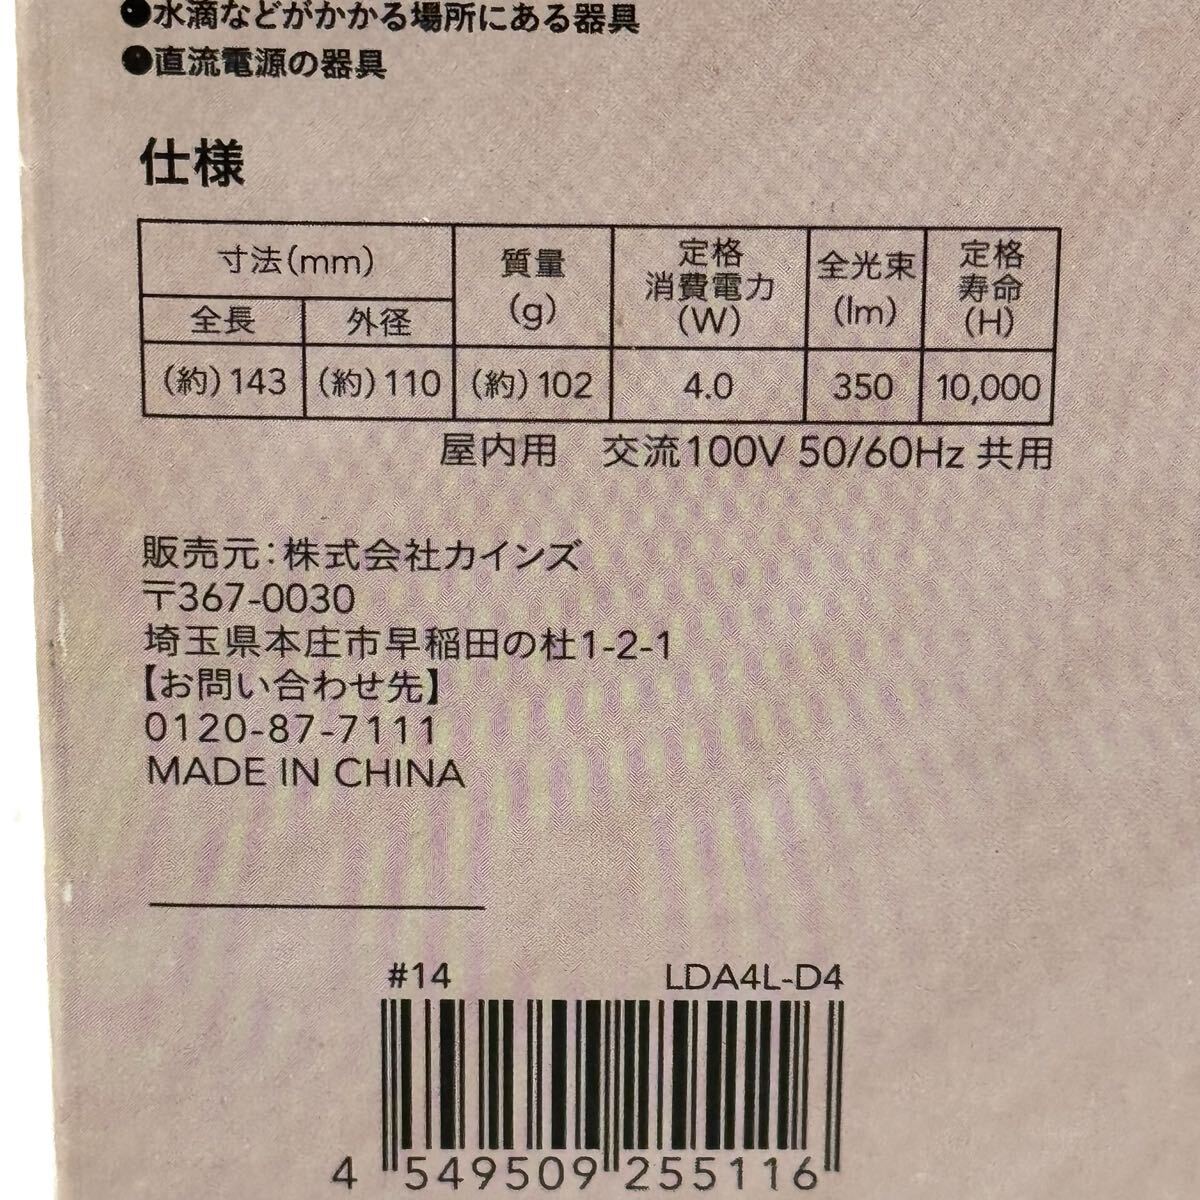 ●水滴などがかかる場所にある器具
●直流電源の器具
仕様
寸法(mm) 質量(g) 定格消費電力(W) 全光束(lm) 定格寿命(H)
全長 外径
(約)143 (約)110 (約)102 4.0 350 10,000
屋内用 交流100V 50/60Hz 共用
販売元:株式会社カインズ
〒367-0030
埼玉県本庄市早稲田の杜1-2-1
【お問い合わせ先】
0120-87-7111
MADE IN CHINA
#14 LDA4L-D4
4 549509 255116